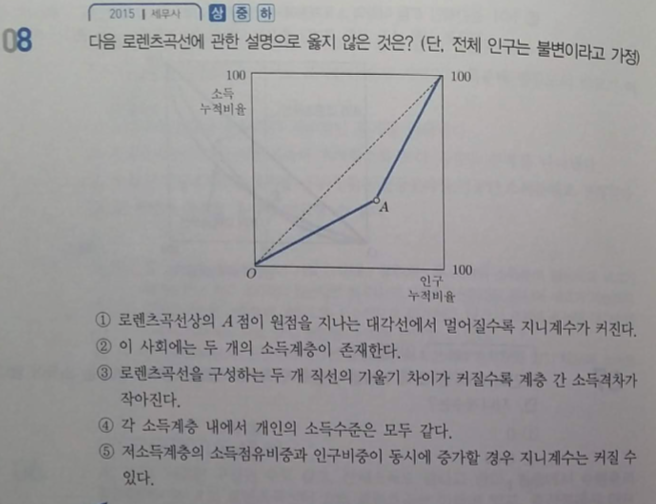 2015 | 세무사 상 중 하
08 다음 로렌츠곡선에 관한 설명으로 옳지 않은 것은? (단, 전체 인구는 불변이라고 가정)
100 100
소득
누적비율
A
O 100
인구
누적비율
① 로렌츠곡선상의 A점이 원점을 지나는 대각선에서 멀어질수록 지니계수가 커진다.
② 이 사회에는 두 개의 소득계층이 존재한다.
③ 로렌츠곡선을 구성하는 두 개 직선의 기울기 차이가 커질수록 계층 간 소득격차가
작아진다.
④ 각 소득계층 내에서 개인의 소득수준은 모두 같다.
⑤ 저소득계층의 소득점유비중과 인구비중이 동시에 증가할 경우 지니계수는 커질 수
있다.